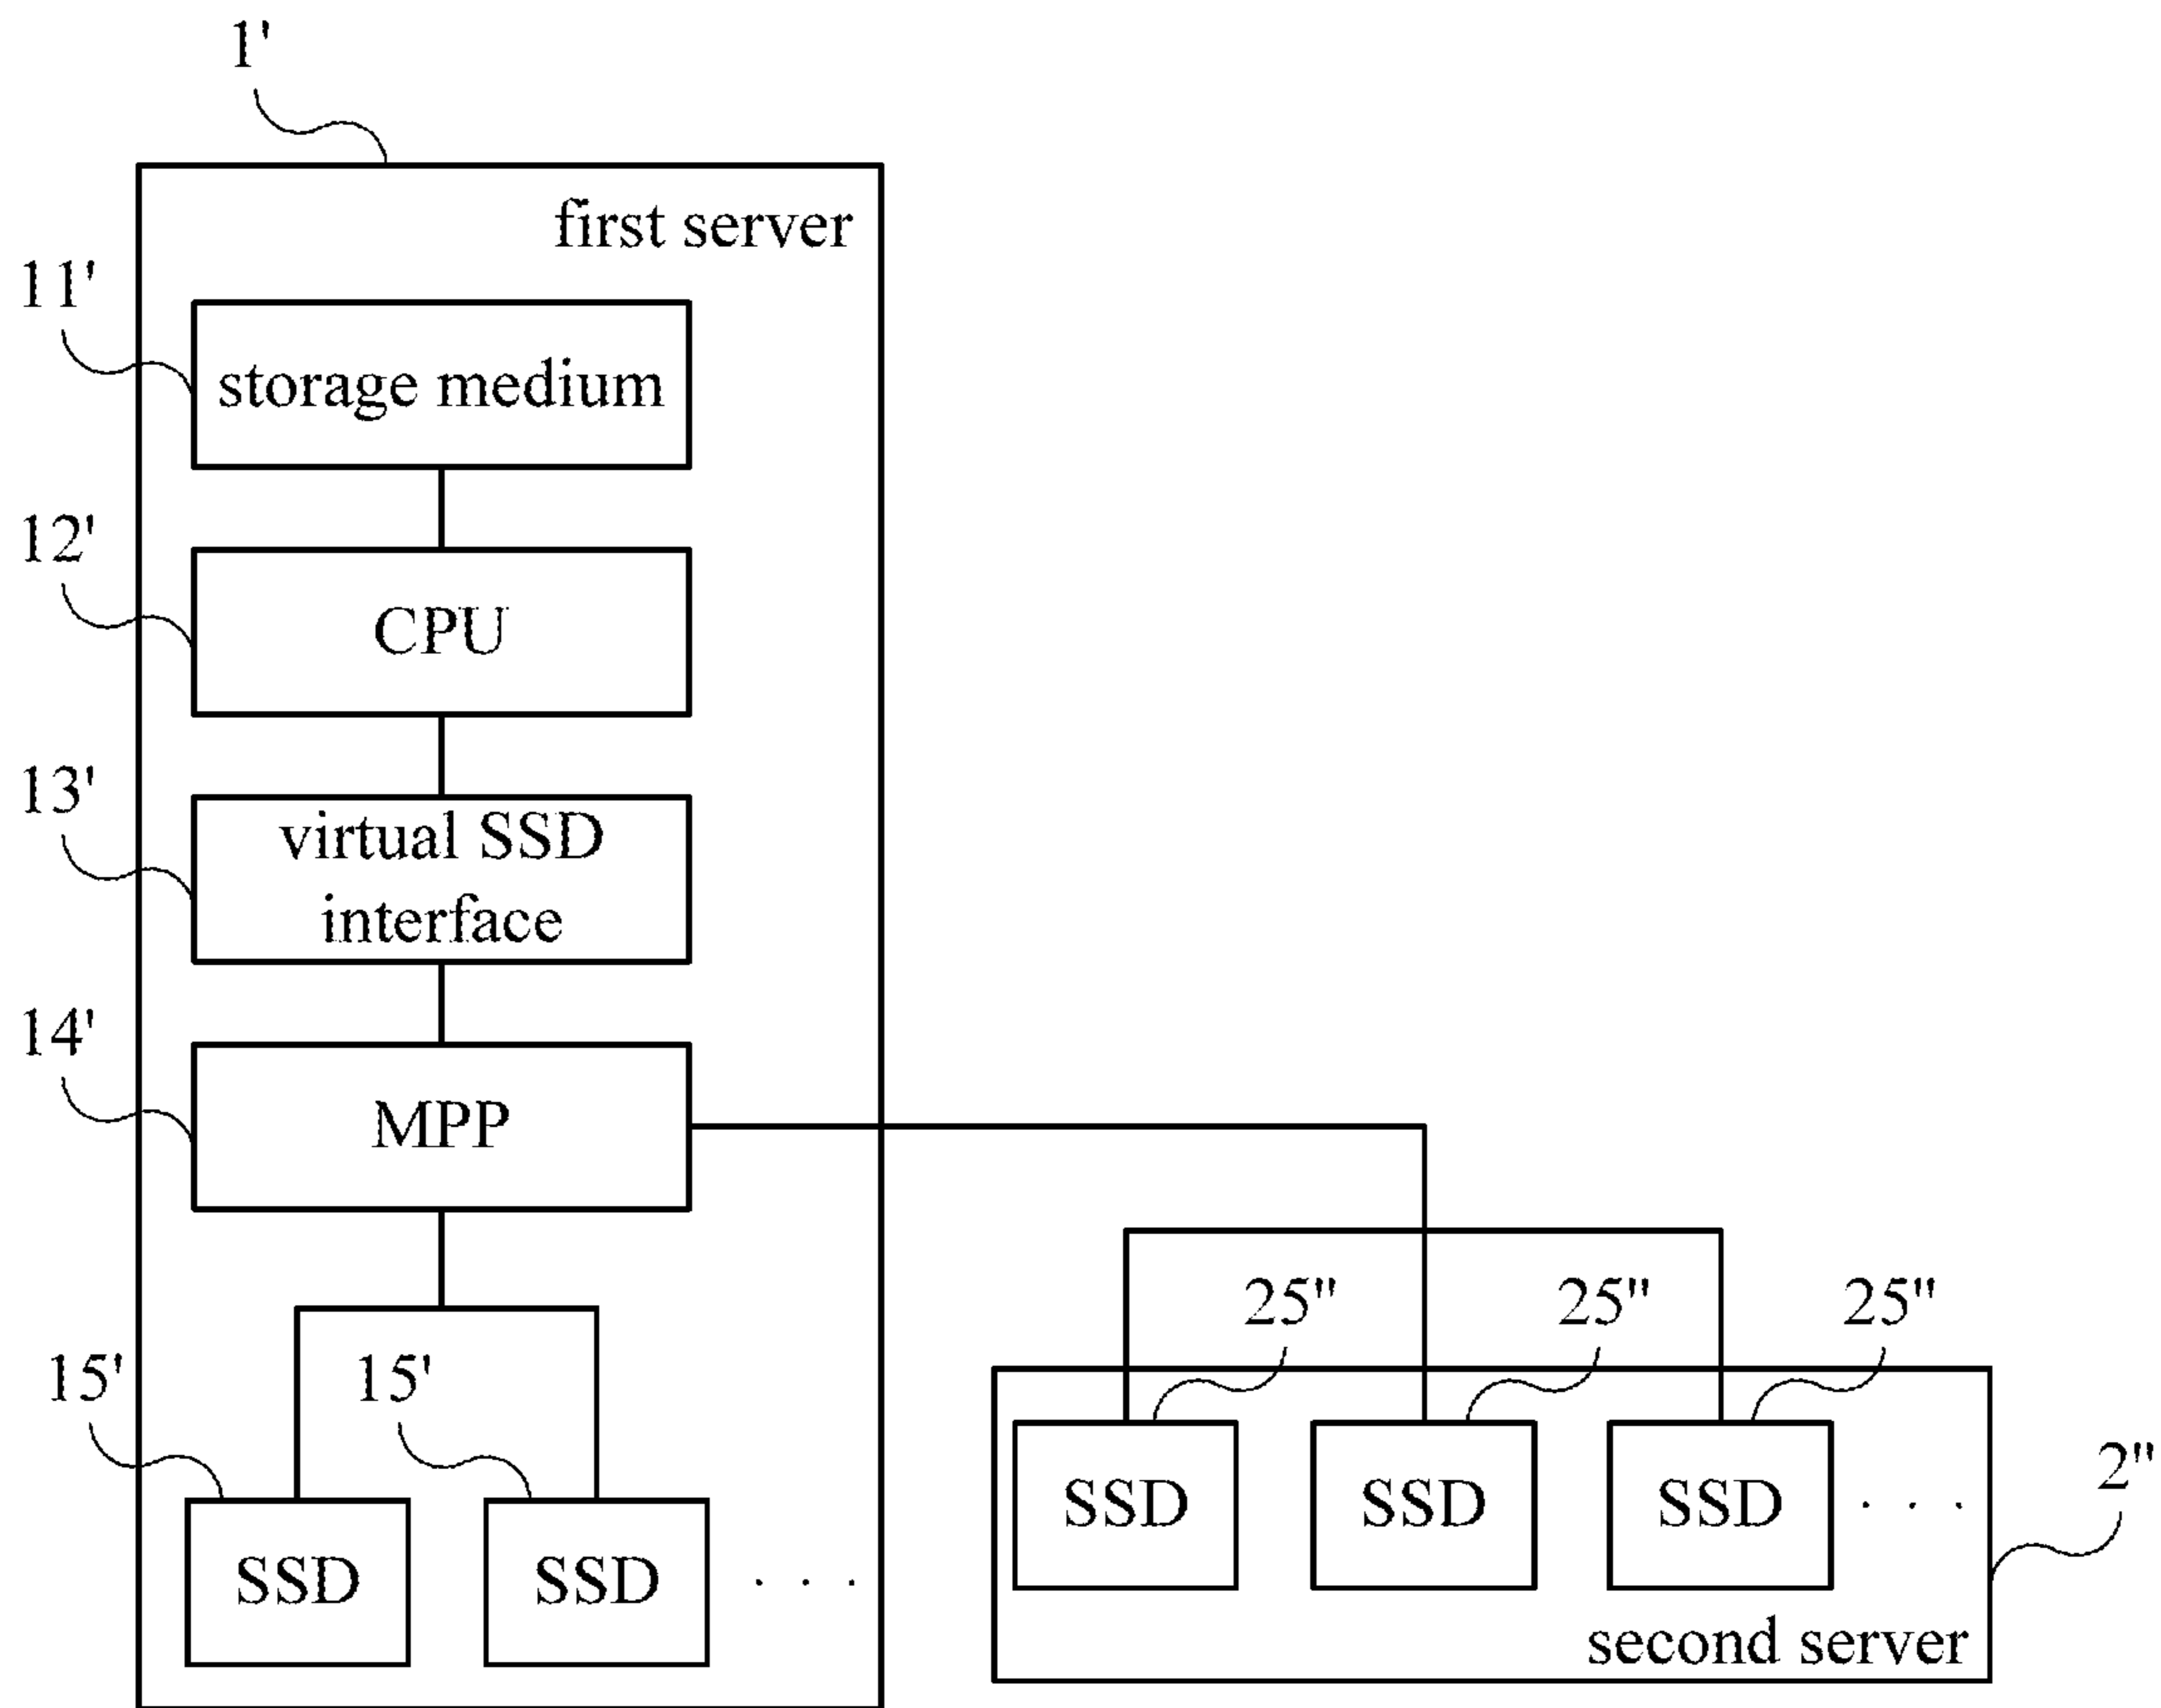 1'
first server
11'
storage medium
12'
CPU
13'
virtual SSD
interface
14'
MPP
15'
15'
SSD
SSD
. . .
25"
25"
25"
SSD
SSD
SSD
. . .
2"
second server